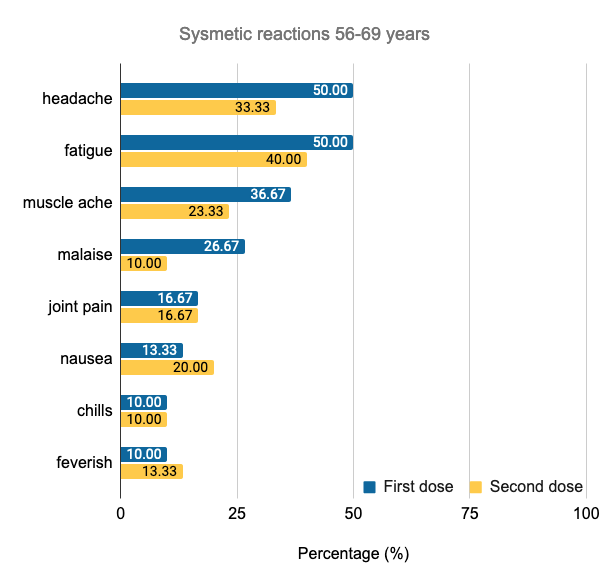 Sysmetic reactions 56-69 years
headache
50.00
33.33
fatigue
50.00
40.00
muscle ache
36.67
23.33
malaise
26.67
10.00
joint pain
16.67
16.67
nausea
13.33
20.00
chills
10.00
10.00
feverish
10.00
13.33
First dose Second dose
0 25 50 75 100
Percentage (%)